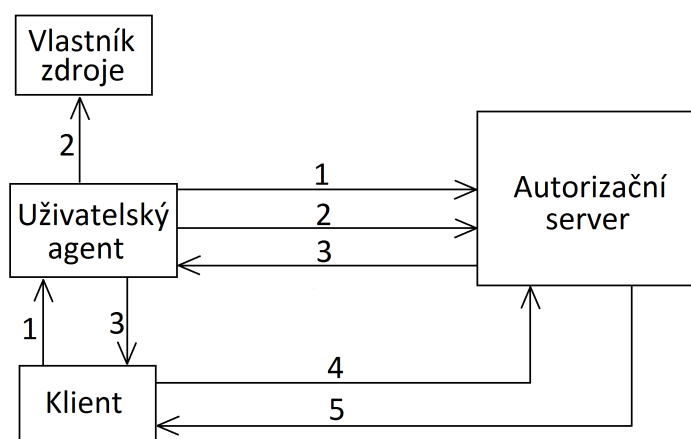 Vlastník
zdroje
2
1
Autorizační
server
Uživatelský
agent
2
3
1
3
4
Klient
5